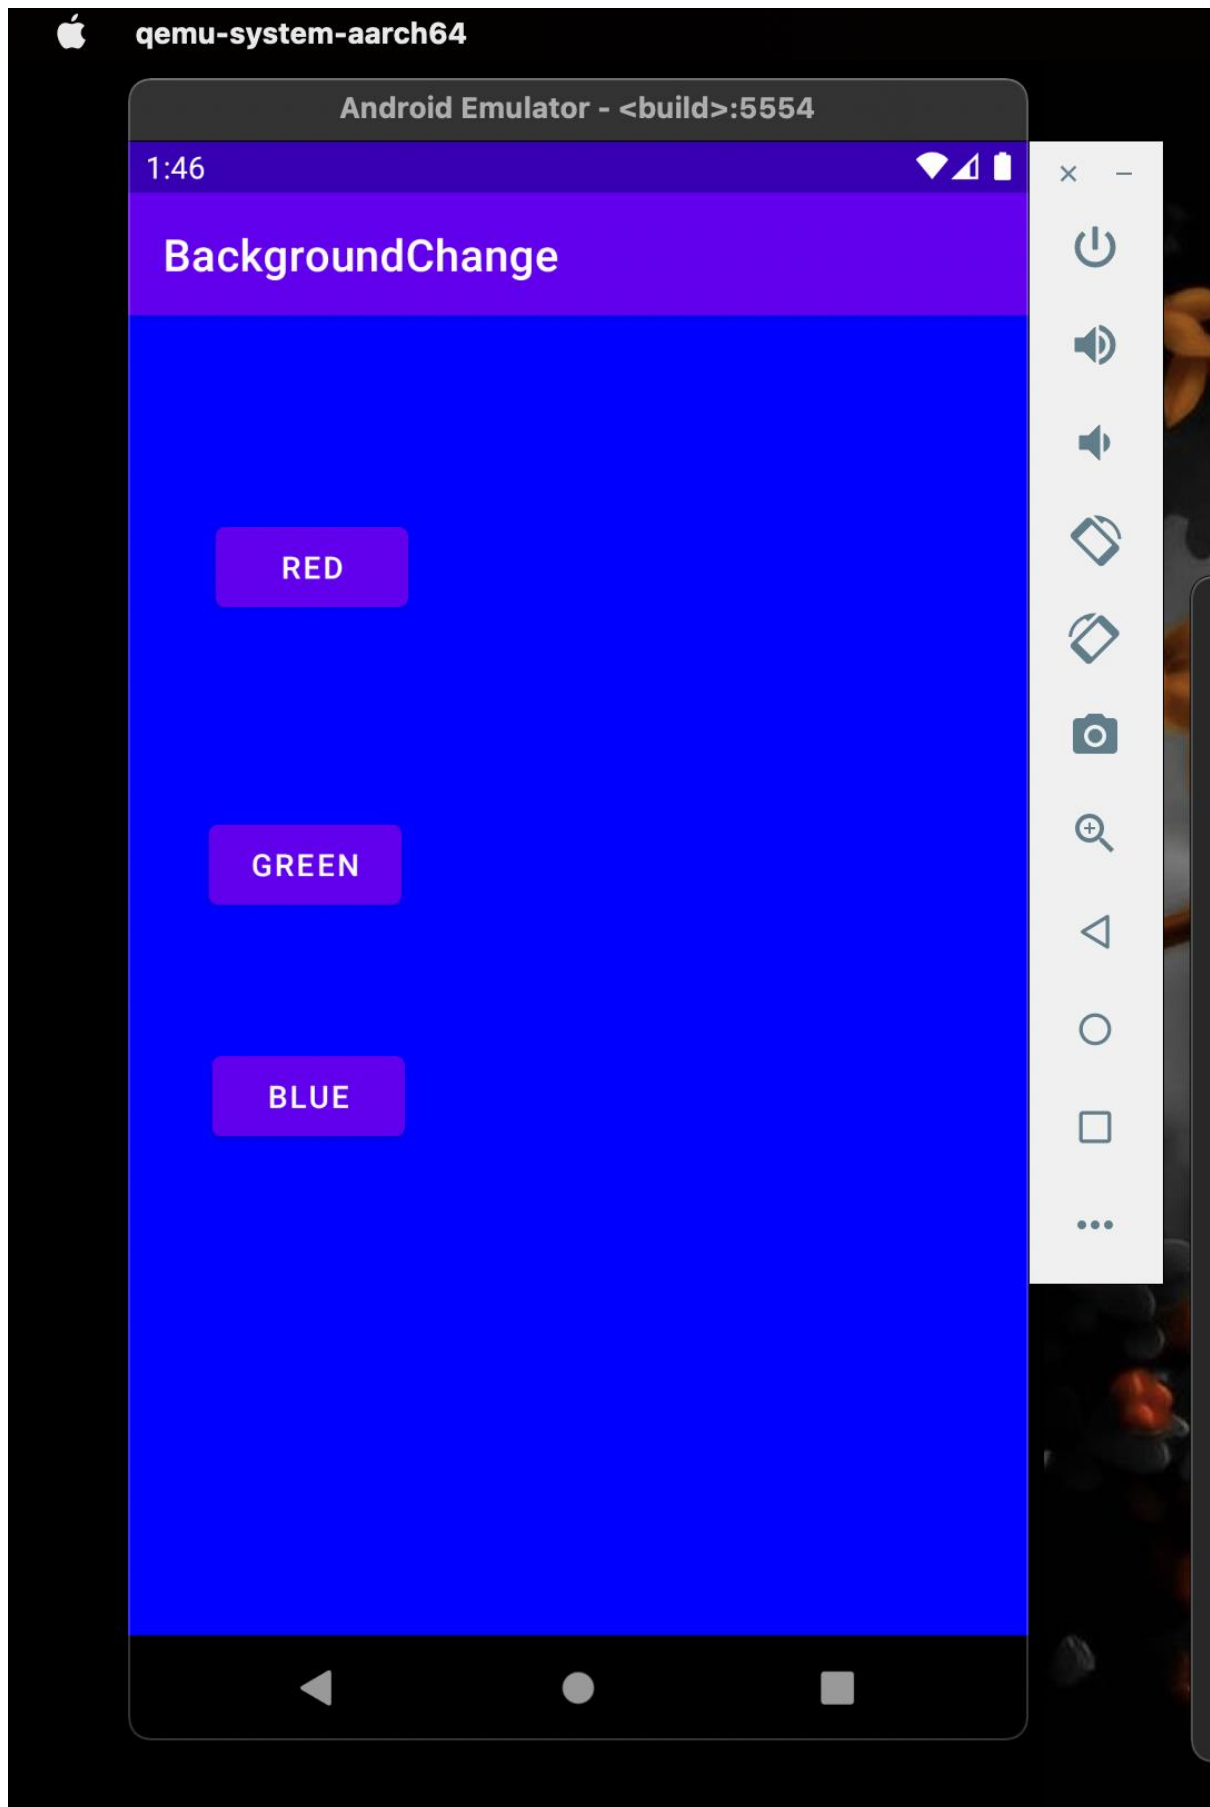 qemu-system-aarch64
Android Emulator - <build>:5554
1:46
BackgroundChange
RED
GREEN
BLUE